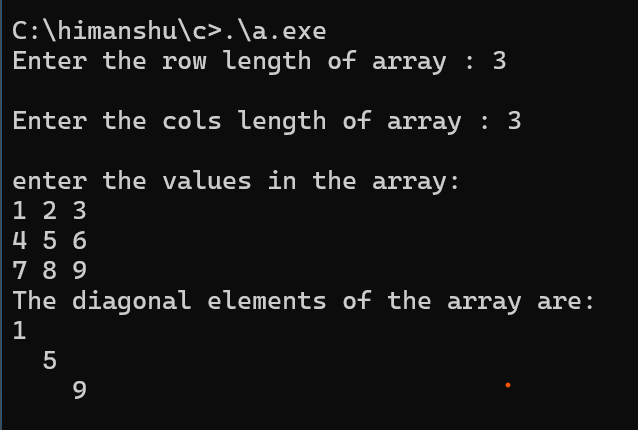 C:\himanshu\c>.\a.exe
Enter the row length of array : 3
Enter the cols length of array : 3
enter the values in the array:
1 2 3
4 5 6
7 8 9
The diagonal elements of the array are:
1
  5
    9